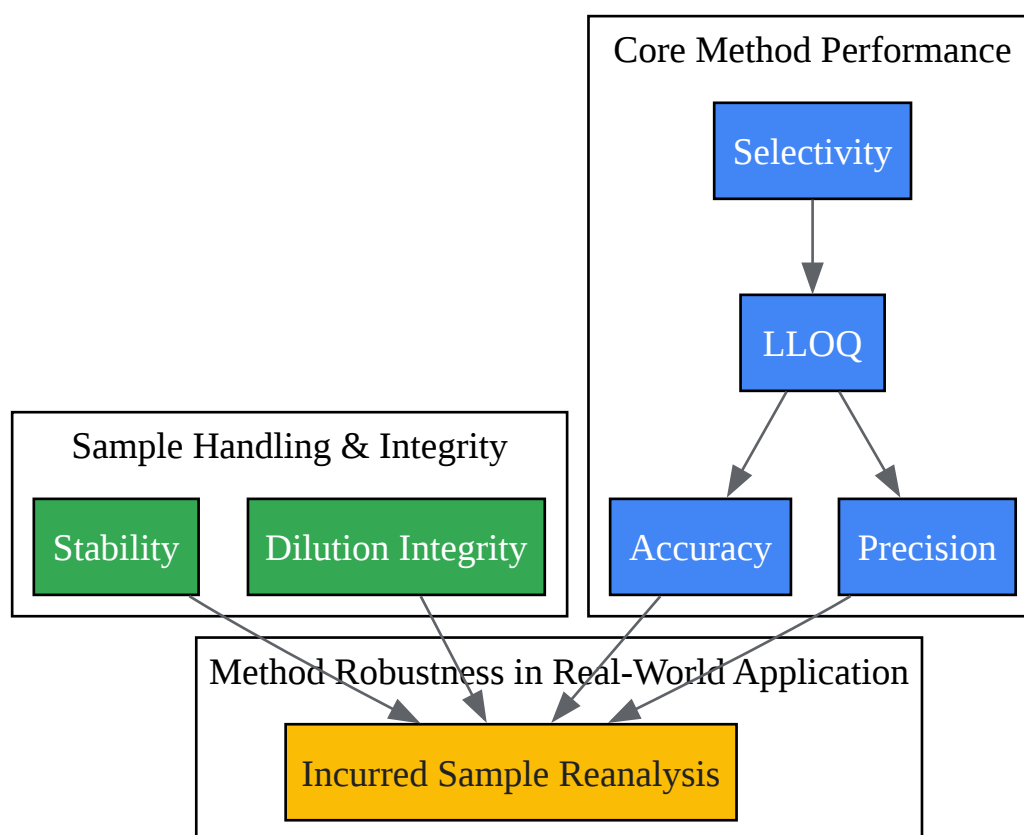 Core Method Performance
Selectivity
LLOQ
Sample Handling & Integrity
Stability
Dilution Integrity
Accuracy
Precision
Method Robustness in Real-World Application
Incurred Sample Reanalysis